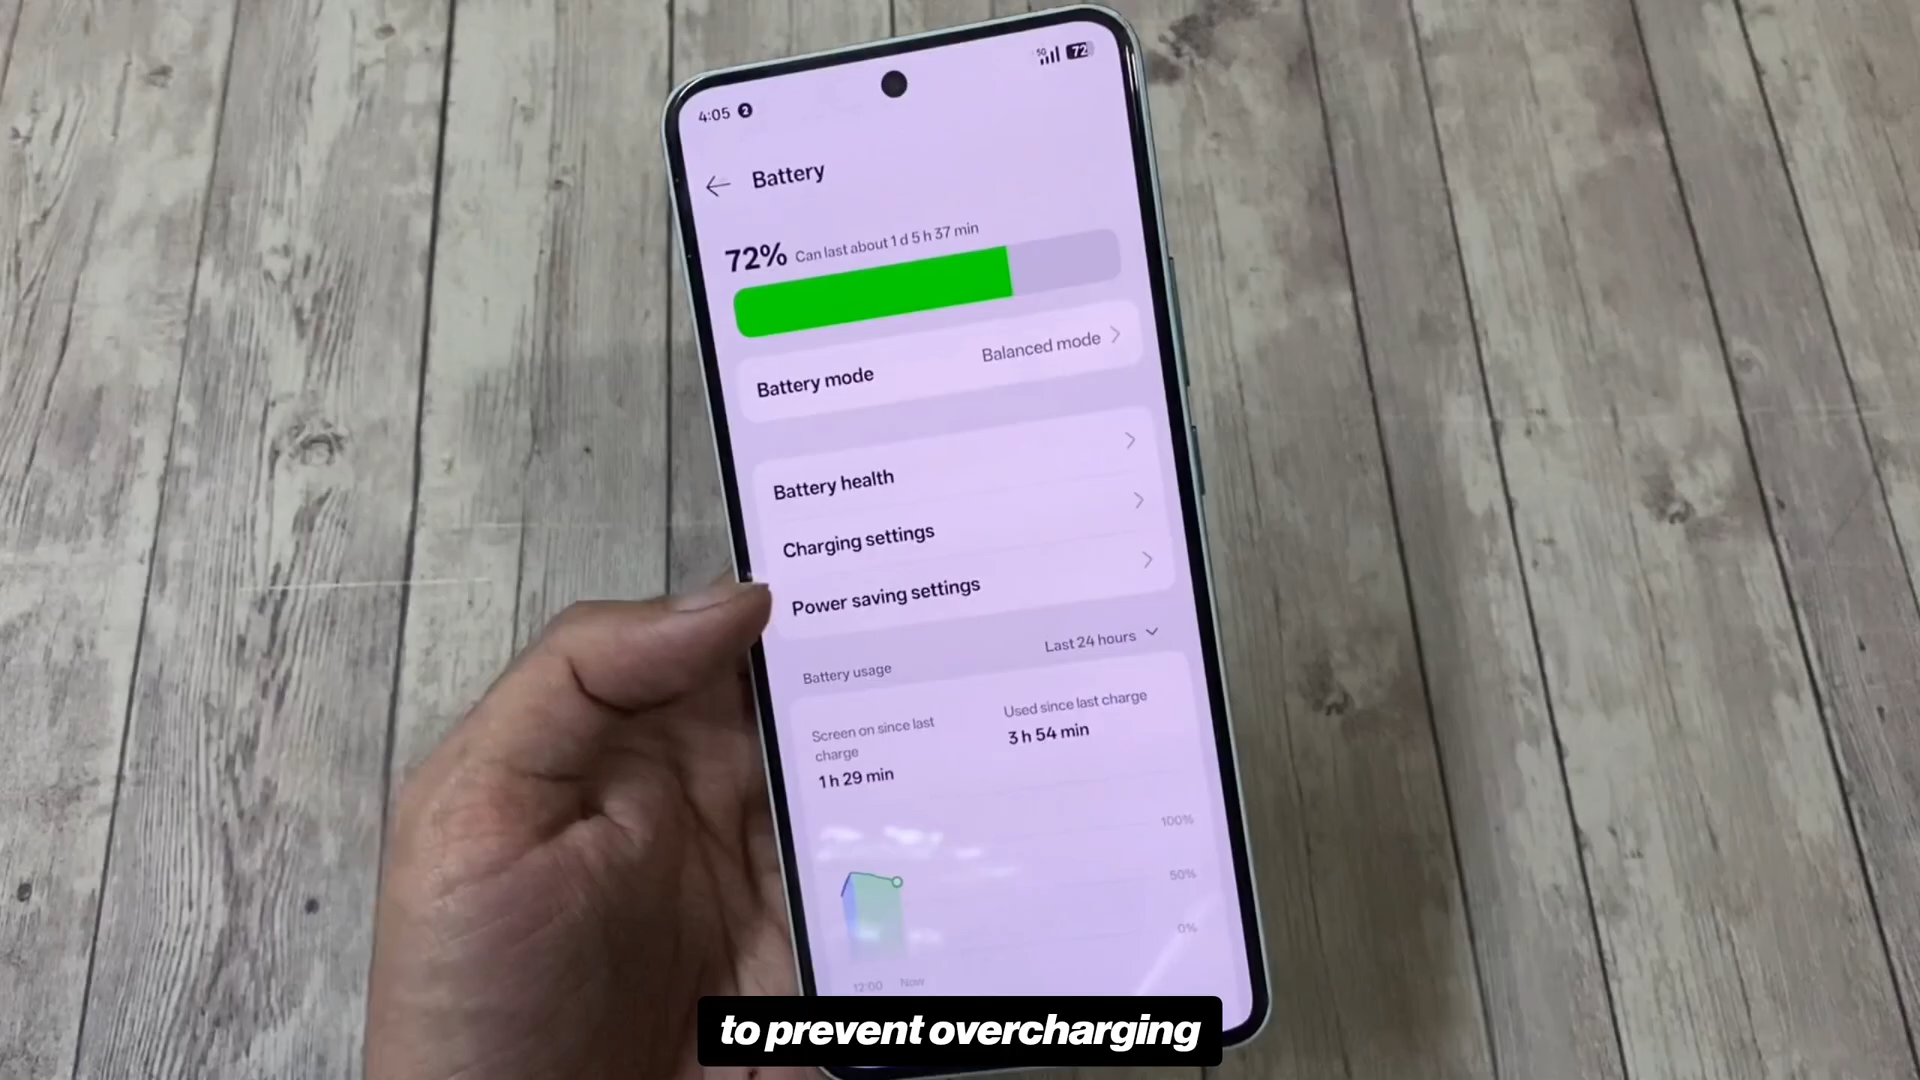 4:05 2
5G 72
Battery
72% Can last about 1 d 5 h 37 min
Battery mode
Balanced mode
Battery health
Charging settings
Power saving settings
Battery usage
Last 24 hours
Screen on since last
charge
1 h 29 min
Used since last charge
3 h 54 min
100%
50%
0%
12:00 Now
to prevent overcharging